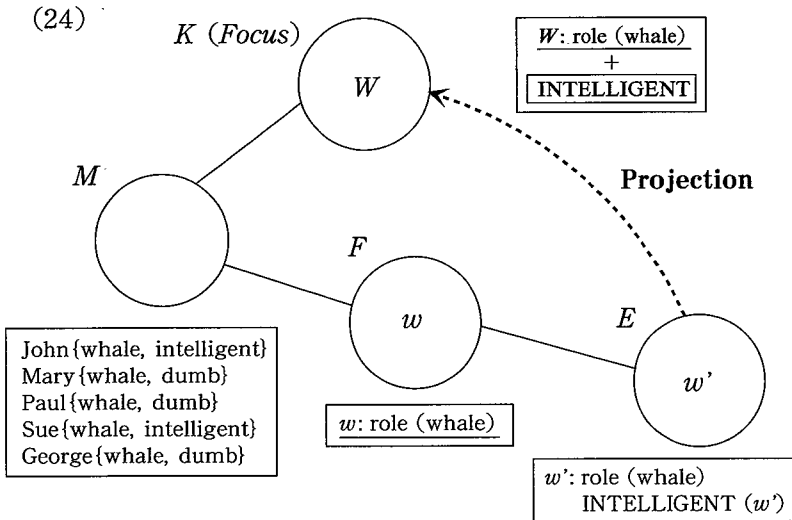 (24)
K (Focus)
W
W: role (whale)
+
INTELLIGENT
Projection
M
F
w
E
w'
John{whale, intelligent}
Mary{whale, dumb}
Paul{whale, dumb}
Sue{whale, intelligent}
George{whale, dumb}
w: role (whale)
w': role (whale)
INTELLIGENT (w')